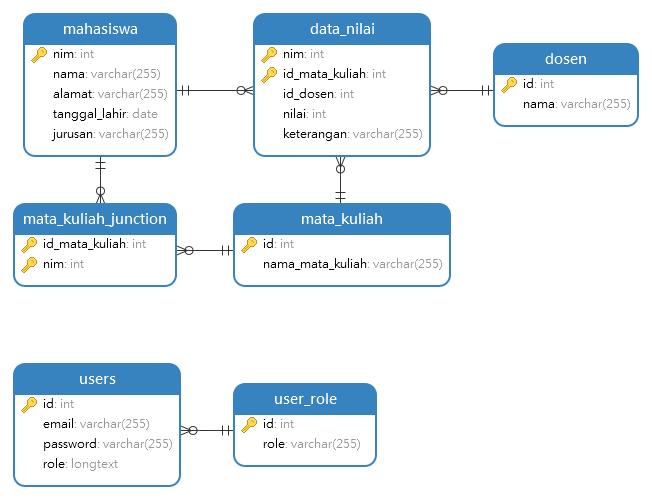 mahasiswa
nim: int
nama: varchar(255)
alamat: varchar(255)
tanggal_lahir: date
jurusan: varchar(255)
data_nilai
nim: int
id_mata_kuliah: int
id_dosen: int
nilai: int
keterangan: varchar(255)
dosen
id: int
nama: varchar(255)
mata_kuliah_junction
id_mata_kuliah: int
nim: int
mata_kuliah
id: int
nama_mata_kuliah: varchar(255)
users
id: int
email: varchar(255)
password: varchar(255)
role: longtext
user_role
id: int
role: varchar(255)